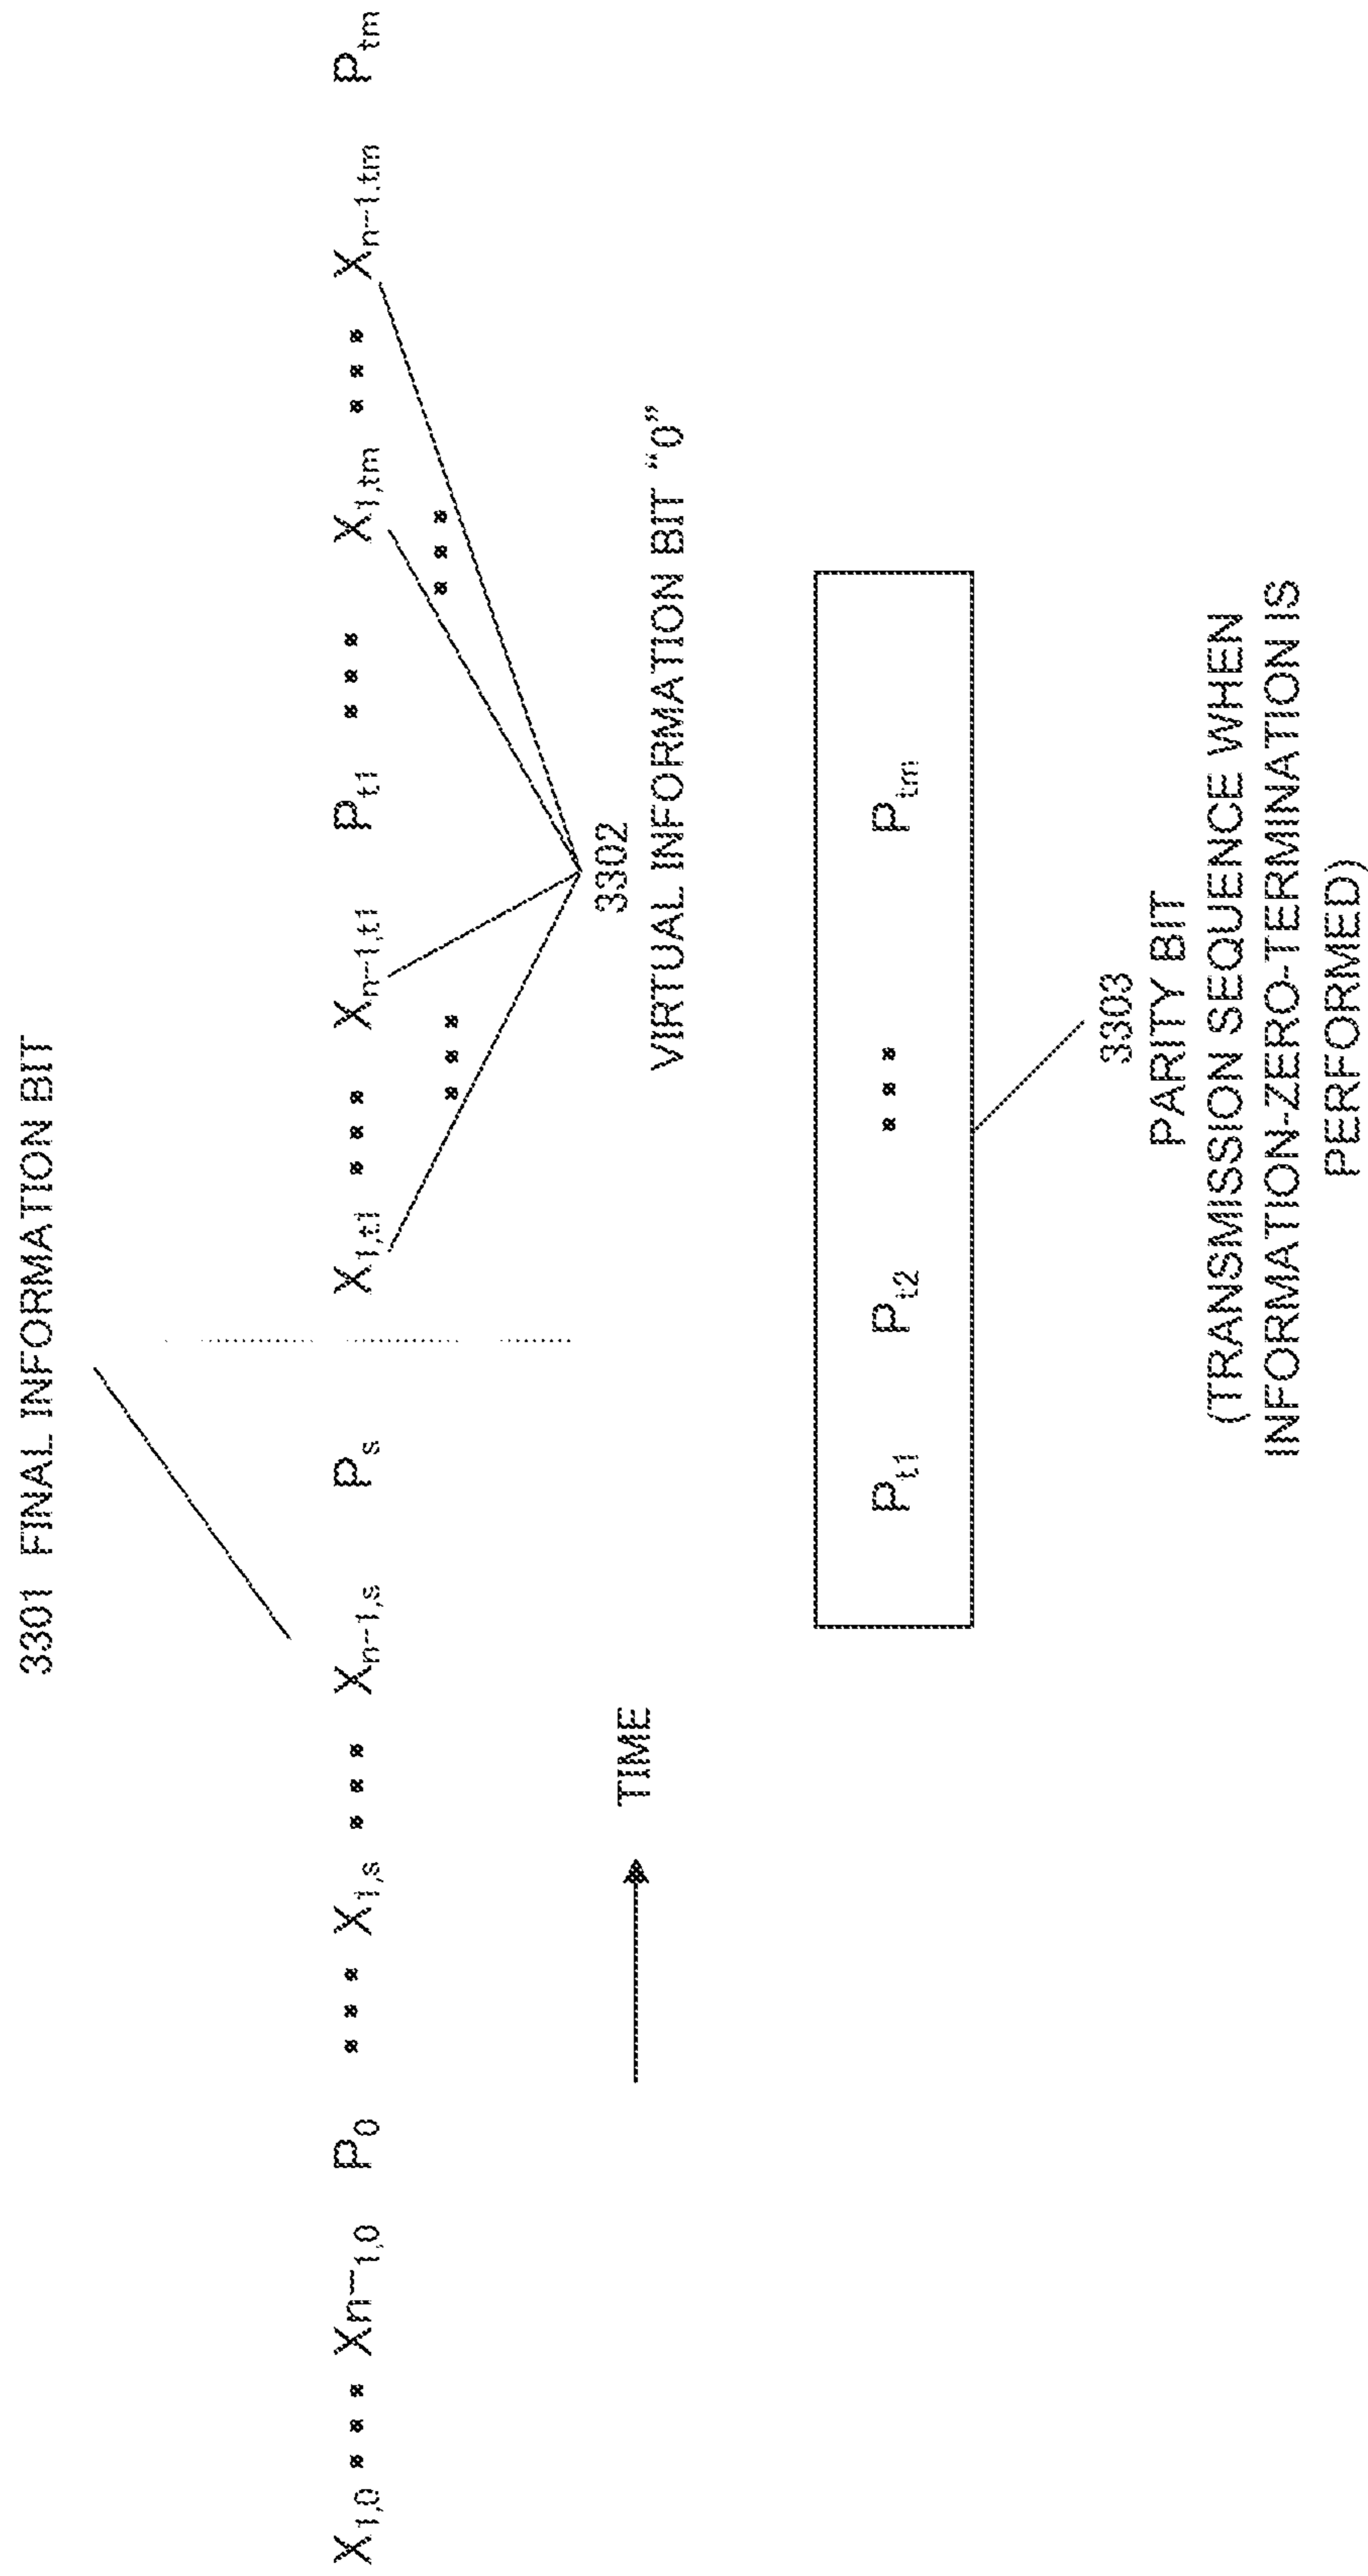 3301 FINAL INFORMATION BIT
X1,0 ••• Xn-1,0 P0 ••• X1,s ••• Xn-1,s Ps X1,t1 ••• Xn-1,t1 Pt1 ••• X1,tm ••• Xn-1,tm Ptm
••• •••
TIME
3302
VIRTUAL INFORMATION BIT "0"
Pt1 Pt2 ••• Ptm
3303
PARITY BIT
(TRANSMISSION SEQUENCE WHEN
INFORMATION-ZERO-TERMINATION IS
PERFORMED)